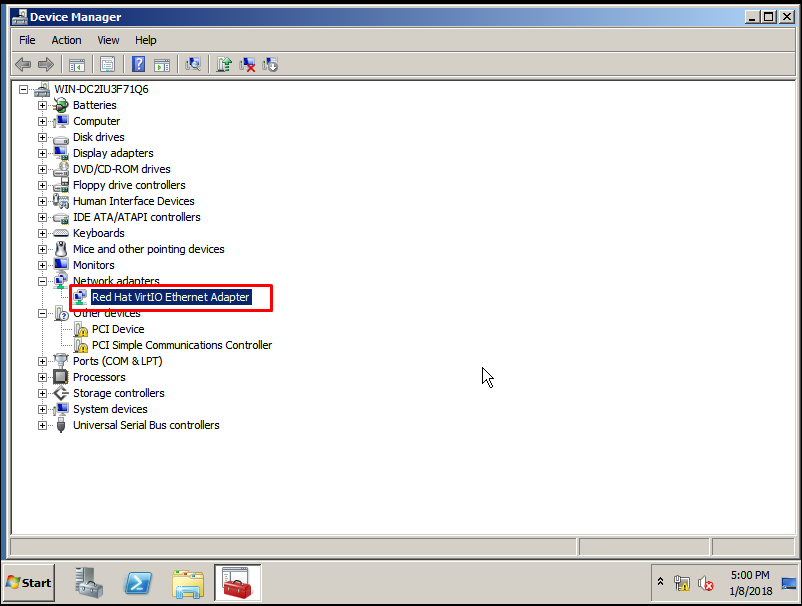 Device Manager
File Action View Help
WIN-DC2IU3F71Q6
Batteries
Computer
Disk drives
Display adapters
DVD/CD-ROM drives
Floppy drive controllers
Human Interface Devices
IDE ATA/ATAPI controllers
Keyboards
Mice and other pointing devices
Monitors
Network adapters
Red Hat VirtIO Ethernet Adapter
Other devices
PCI Device
PCI Simple Communications Controller
Ports (COM & LPT)
Processors
Storage controllers
System devices
Universal Serial Bus controllers
Start
5:00 PM
1/8/2018